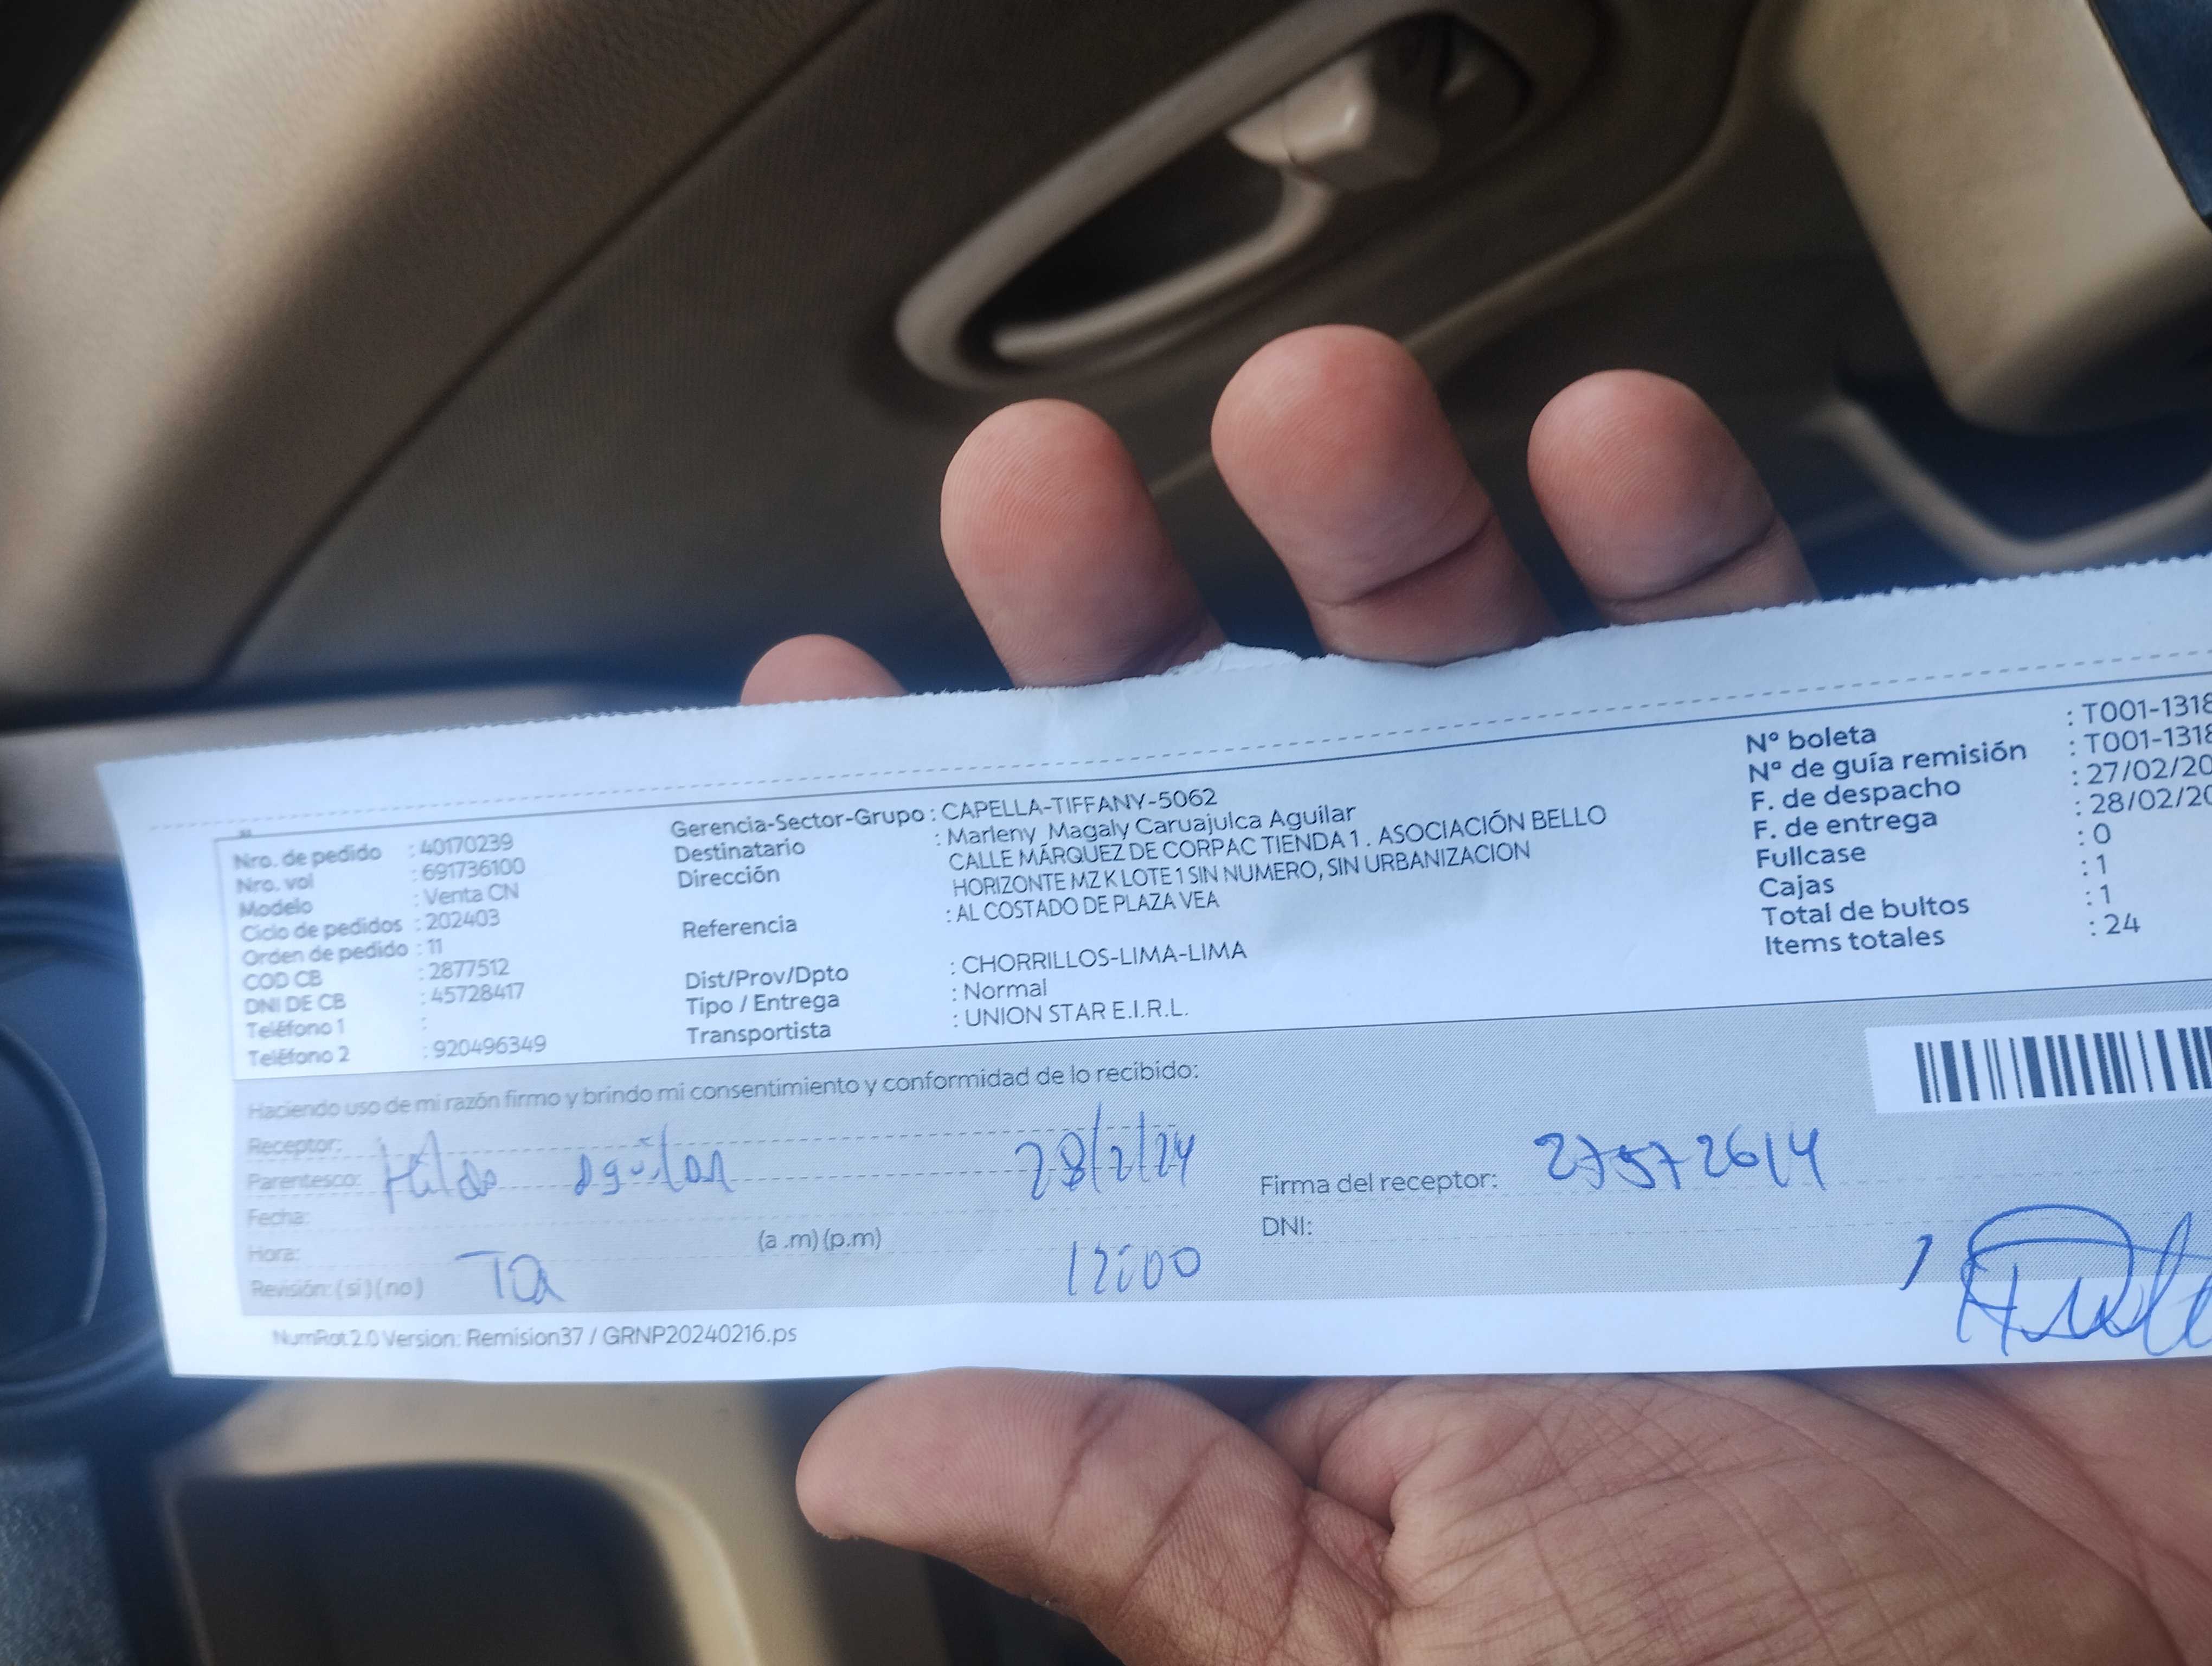 Nro. de pedido : 40170239
Nro. vol : 691736100
Modelo : Venta CN
Ciclo de pedidos : 202403
Orden de pedido : 11
COD CB : 2877512
DNI DE CB : 45728417
Teléfono 1 :
Teléfono 2 : 920496349
Gerencia-Sector-Grupo : CAPELLA-TIFFANY-5062
Destinatario : Marleny Magaly Caruajulca Aguilar
Dirección CALLE MÁRQUEZ DE CORPAC TIENDA 1 . ASOCIACIÓN BELLO
HORIZONTE MZ K LOTE 1 SIN NUMERO, SIN URBANIZACION
Referencia : AL COSTADO DE PLAZA VEA
Dist/Prov/Dpto : CHORRILLOS-LIMA-LIMA
Tipo / Entrega : Normal
Transportista : UNION STAR E.I.R.L.
N° boleta : T001-1318
N° de guía remisión : T001-1318
F. de despacho : 27/02/20
F. de entrega : 28/02/20
Fullcase : 0
Cajas : 1
Total de bultos : 1
Items totales : 24
Haciendo uso de mi razón firmo y brindo mi consentimiento y conformidad de lo recibido:
Receptor:
Parentesco: Hilda Aguilar 28/2/24
Fecha:
Hora: (a .m) (p.m)
Revisión: (si) (no) Ta 12:00
Firma del receptor: 27572614
DNI:
NumRot 2.0 Version: Remision37 / GRNP20240216.ps